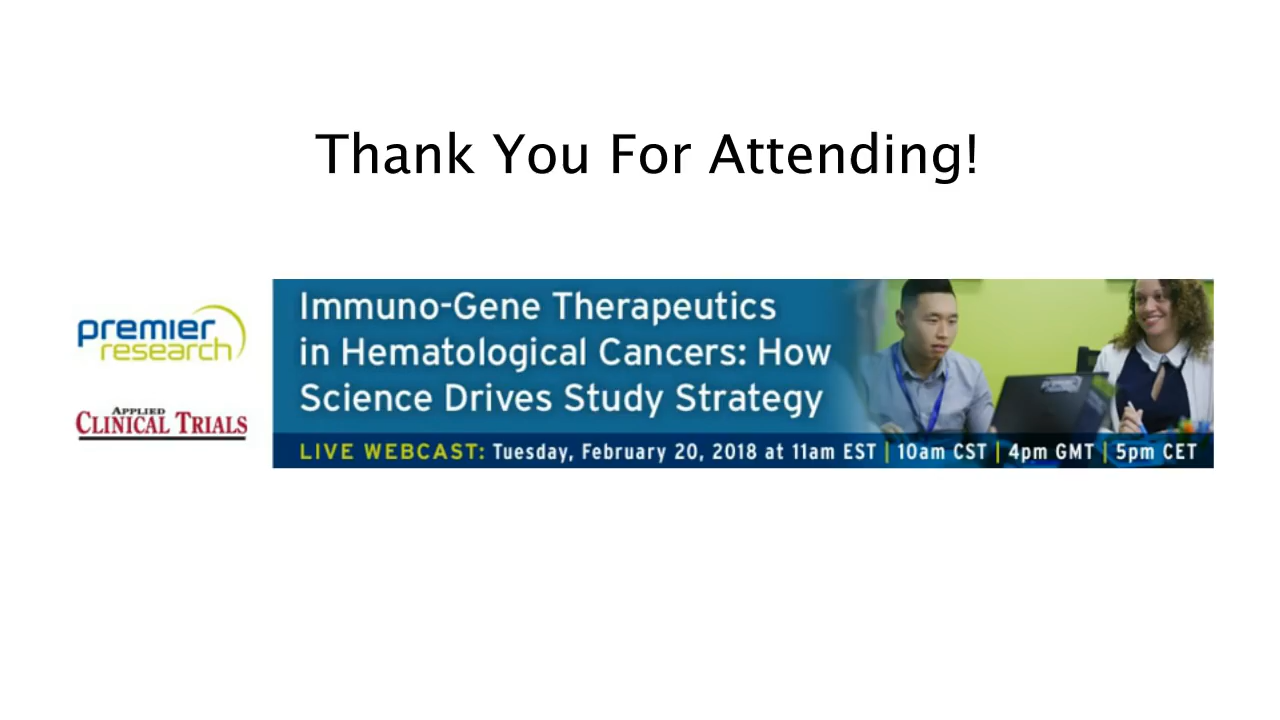 Thank You For Attending!
premier
research
APPLIED
CLINICAL TRIALS
Immuno-Gene Therapeutics
in Hematological Cancers: How
Science Drives Study Strategy
LIVE WEBCAST: Tuesday, February 20, 2018 at 11am EST | 10am CST | 4pm GMT | 5pm CET